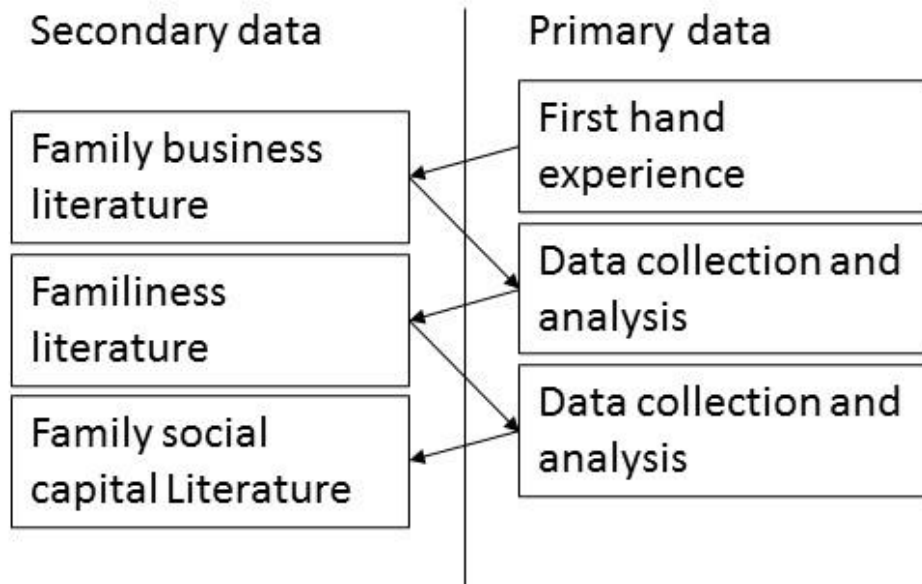 Secondary data
Primary data
Family business
literature
Familiness
literature
Family social
capital Literature
First hand
experience
Data collection and
analysis
Data collection and
analysis